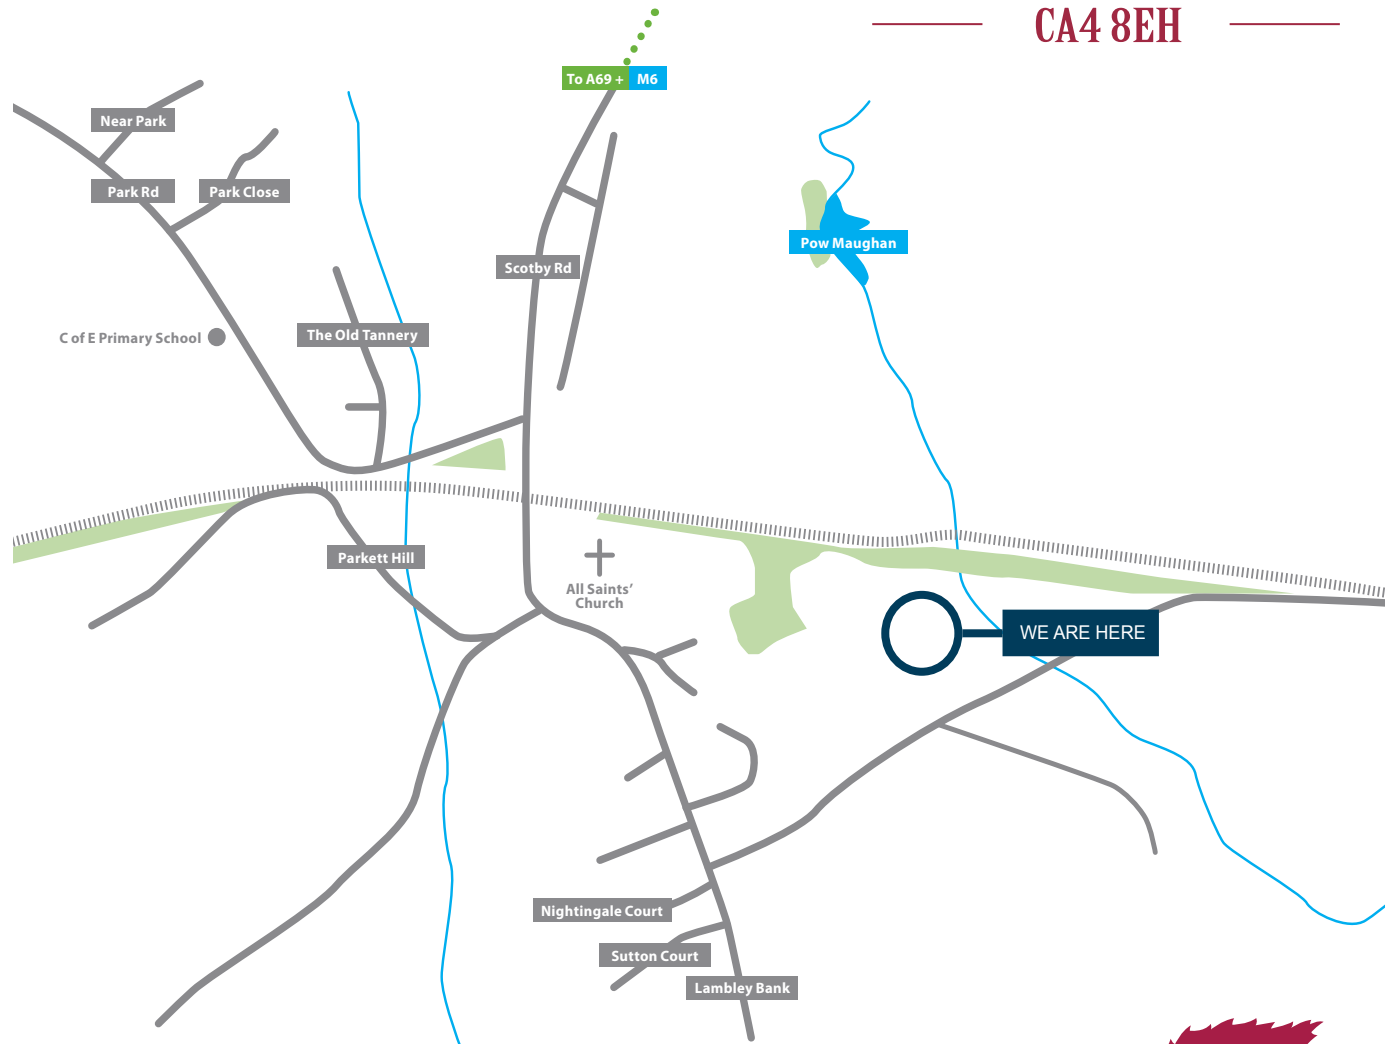 CA4 8EH
To A69 + M6
Near Park
Park Rd
Park Close
Pow Maughan
Scotby Rd
The Old Tannery
C of E Primary School
Parkett Hill
All Saints’
Church
WE ARE HERE
Nightingale Court
Sutton Court
Lambley Bank